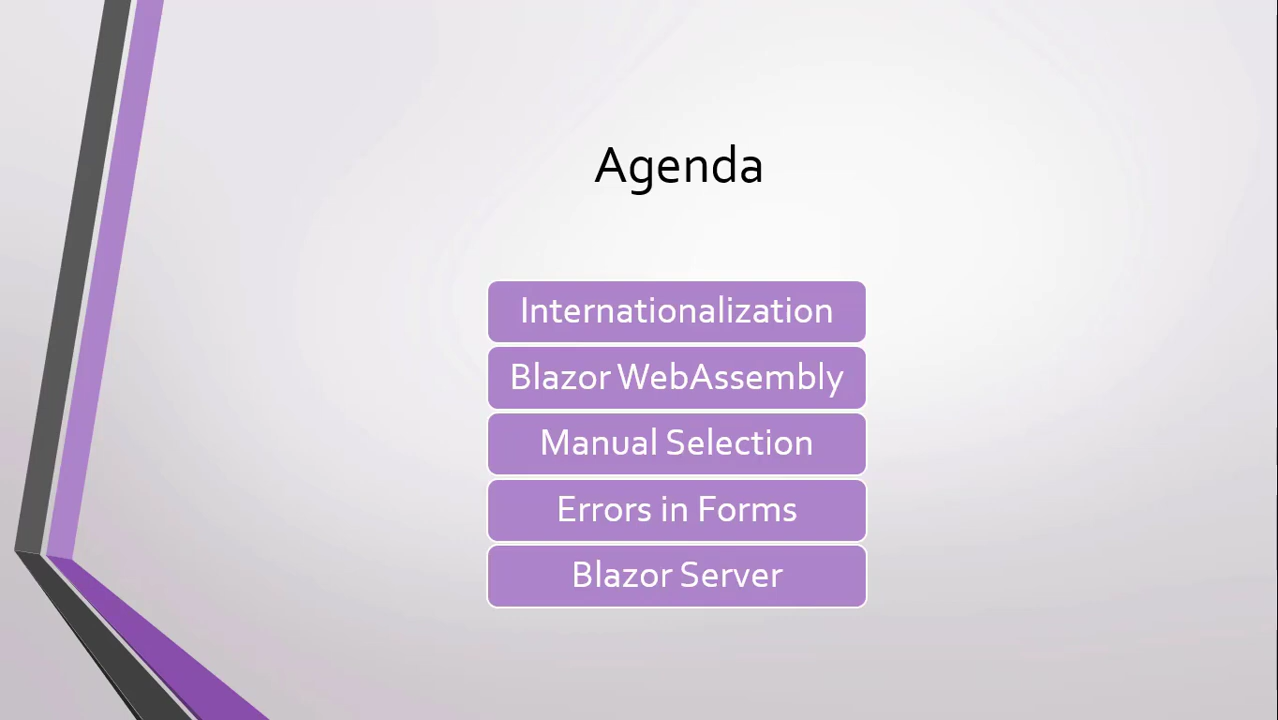 Agenda
Internationalization
Blazor WebAssembly
Manual Selection
Errors in Forms
Blazor Server